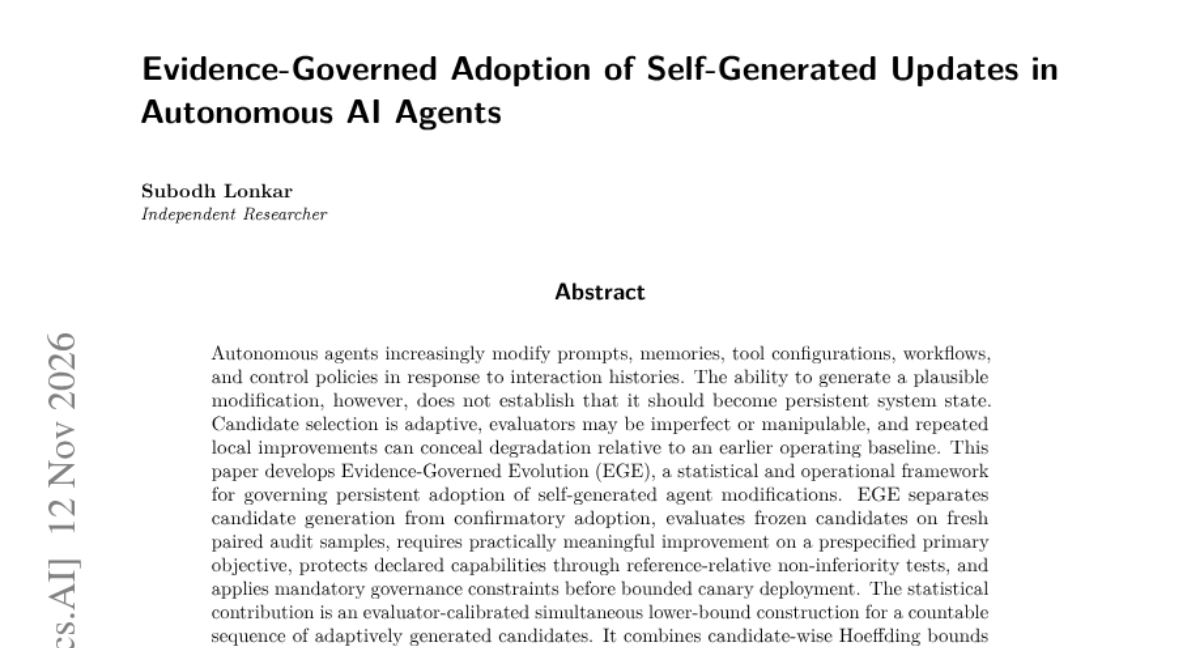 Evidence-Governed Adoption of Self-Generated Updates in
Autonomous AI Agents
Subodh Lonkar
Independent Researcher
Abstract
Autonomous agents increasingly modify prompts, memories, tool configurations, workflows,
and control policies in response to interaction histories. The ability to generate a plausible
modification, however, does not establish that it should become persistent system state.
Candidate selection is adaptive, evaluators may be imperfect or manipulable, and repeated
local improvements can conceal degradation relative to an earlier operating baseline. This
paper develops Evidence-Governed Evolution (EGE), a statistical and operational framework
for governing persistent adoption of self-generated agent modifications. EGE separates
candidate generation from confirmatory adoption, evaluates frozen candidates on fresh
paired audit samples, requires practically meaningful improvement on a prespecified primary
objective, protects declared capabilities through reference-relative non-inferiority tests, and
applies mandatory governance constraints before bounded canary deployment. The statistical
contribution is an evaluator-calibrated simultaneous lower-bound construction for a countable
sequence of adaptively generated candidates. It combines candidate-wise Hoeffding bounds
cs.AI] 12 Nov 2026